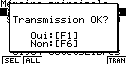 Transmission OK?
Oui:[F1]
Non:[F6]
SEL ALL TRAN